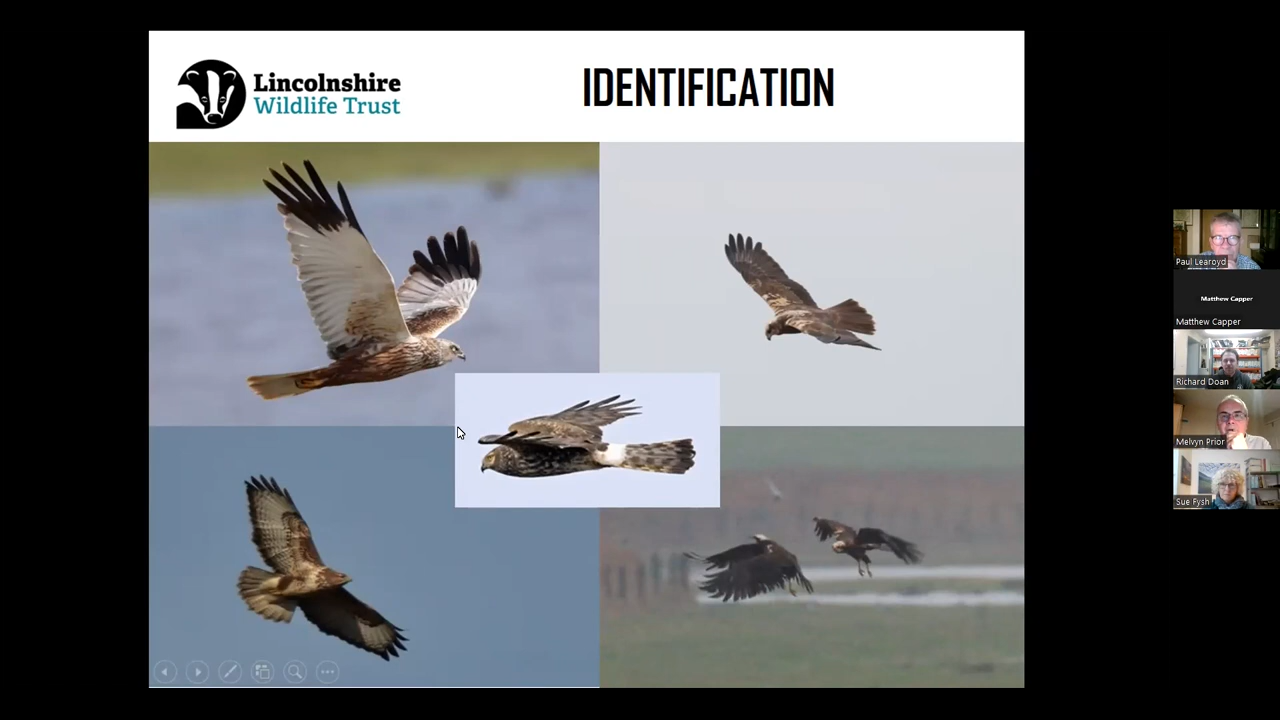 Lincolnshire
Wildlife Trust
IDENTIFICATION
Paul Learoyd
Matthew Capper
Matthew Capper
Richard Doan
Melvyn Prior
Sue Fysh